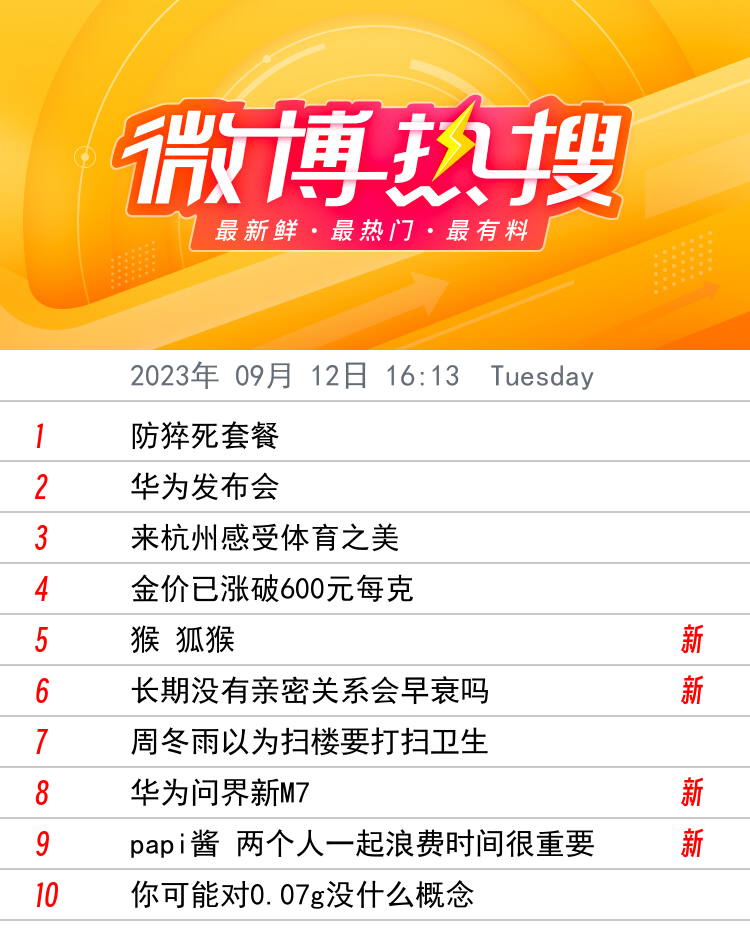 微博热搜
最新鲜·最热门·最有料
2023年 09月 12日 16:13 Tuesday
1 防猝死套餐
2 华为发布会
3 来杭州感受体育之美
4 金价已涨破600元每克
5 猴 狐猴 新
6 长期没有亲密关系会早衰吗 新
7 周冬雨以为扫楼要打扫卫生
8 华为问界新M7 新
9 papi酱 两个人一起浪费时间很重要 新
10 你可能对0.07g没什么概念